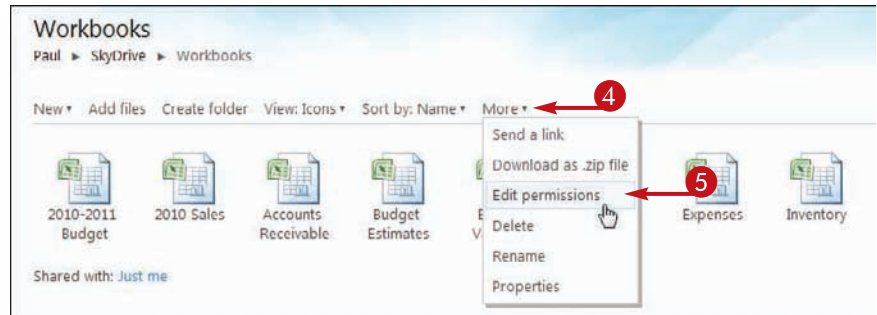 Workbooks
Paul ▸ SkyDrive ▸ Workbooks
New ▾ Add files Create folder View: Icons ▾ Sort by: Name ▾ More ▾
4
Send a link
Download as .zip file
Edit permissions
5
Delete
Rename
Properties
2010-2011
Budget
2010 Sales
Accounts
Receivable
Budget
Estimates
Expenses
Inventory
Shared with: Just me